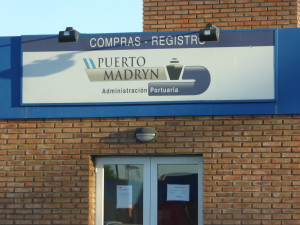 COMPRAS - REGISTRO
PUERTO
MADRYN
Administración Portuaria